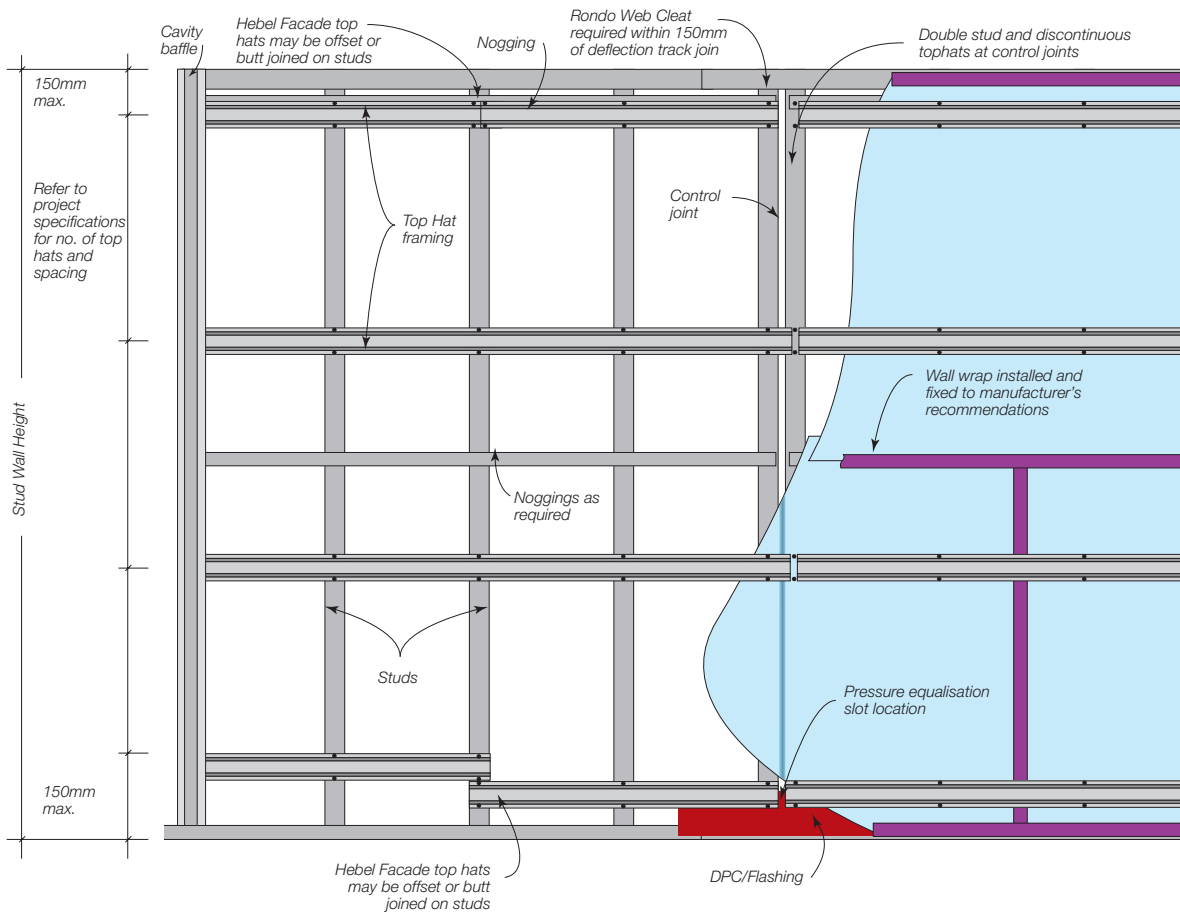 Cavity
baffle
Hebel Facade top
hats may be offset or
butt joined on studs
Nogging
Rondo Web Cleat
required within 150mm
of deflection track join
Double stud and discontinuous
tophats at control joints
150mm
max.
Refer to
project
specifications
for no. of top
hats and
spacing
Top Hat
framing
Control
joint
Wall wrap installed and
fixed to manufacturer's
recommendations
Stud Wall Height
Noggings as
required
Studs
Pressure equalisation
slot location
150mm
max.
Hebel Facade top hats
may be offset or butt
joined on studs
DPC/Flashing